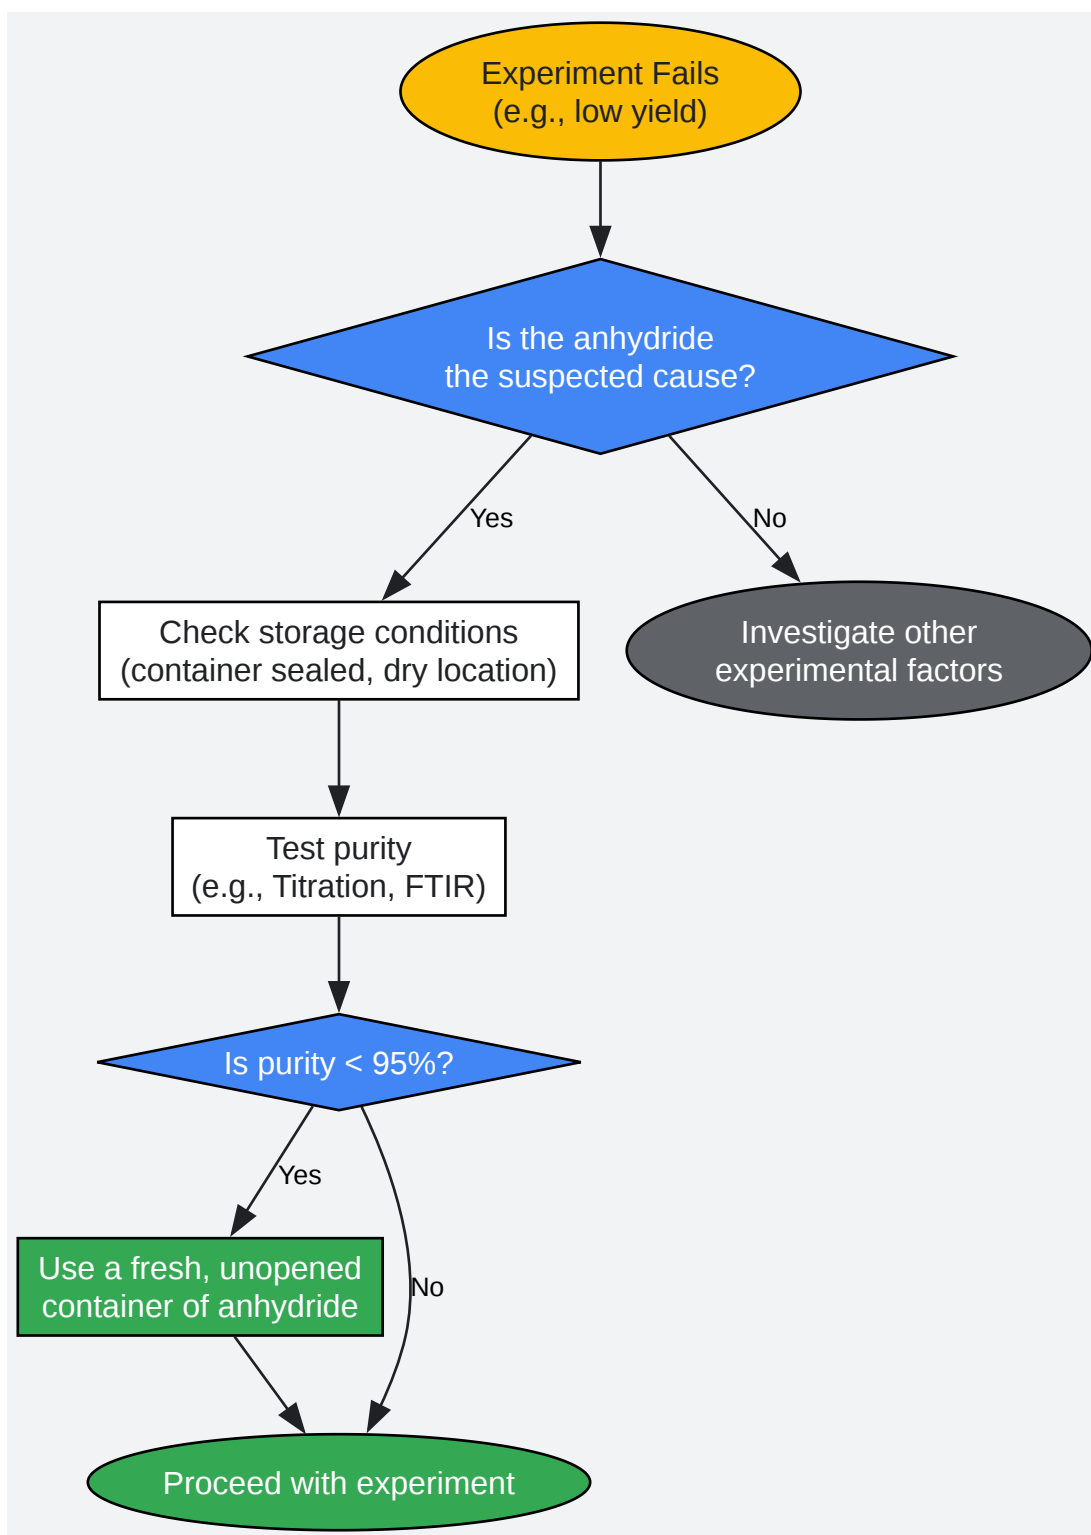 Experiment Fails
(e.g., low yield)
Is the anhydride
the suspected cause?
Yes
No
Check storage conditions
(container sealed, dry location)
Investigate other
experimental factors
Test purity
(e.g., Titration, FTIR)
Is purity < 95%?
Yes
Use a fresh, unopened
container of anhydride
No
Proceed with experiment